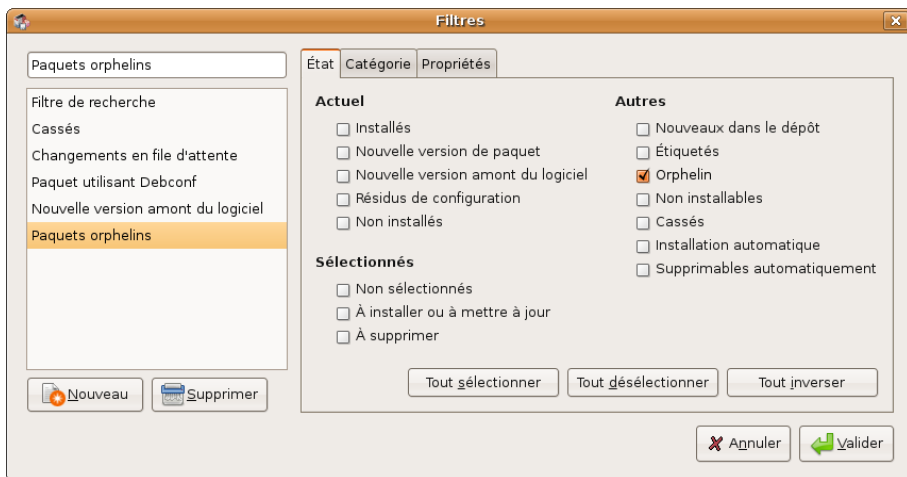 Filtres
Paquets orphelins
Filtre de recherche
Cassés
Changements en file d'attente
Paquet utilisant Debconf
Nouvelle version amont du logiciel
Paquets orphelins
Nouveau
Supprimer
État
Catégorie
Propriétés
Actuel
Installés
Nouvelle version de paquet
Nouvelle version amont du logiciel
Résidus de configuration
Non installés
Sélectionnés
Non sélectionnés
À installer ou à mettre à jour
À supprimer
Autres
Nouveaux dans le dépôt
Étiquetés
Orphelin
Non installables
Cassés
Installation automatique
Supprimables automatiquement
Tout sélectionner
Tout désélectionner
Tout inverser
Annuler
Valider